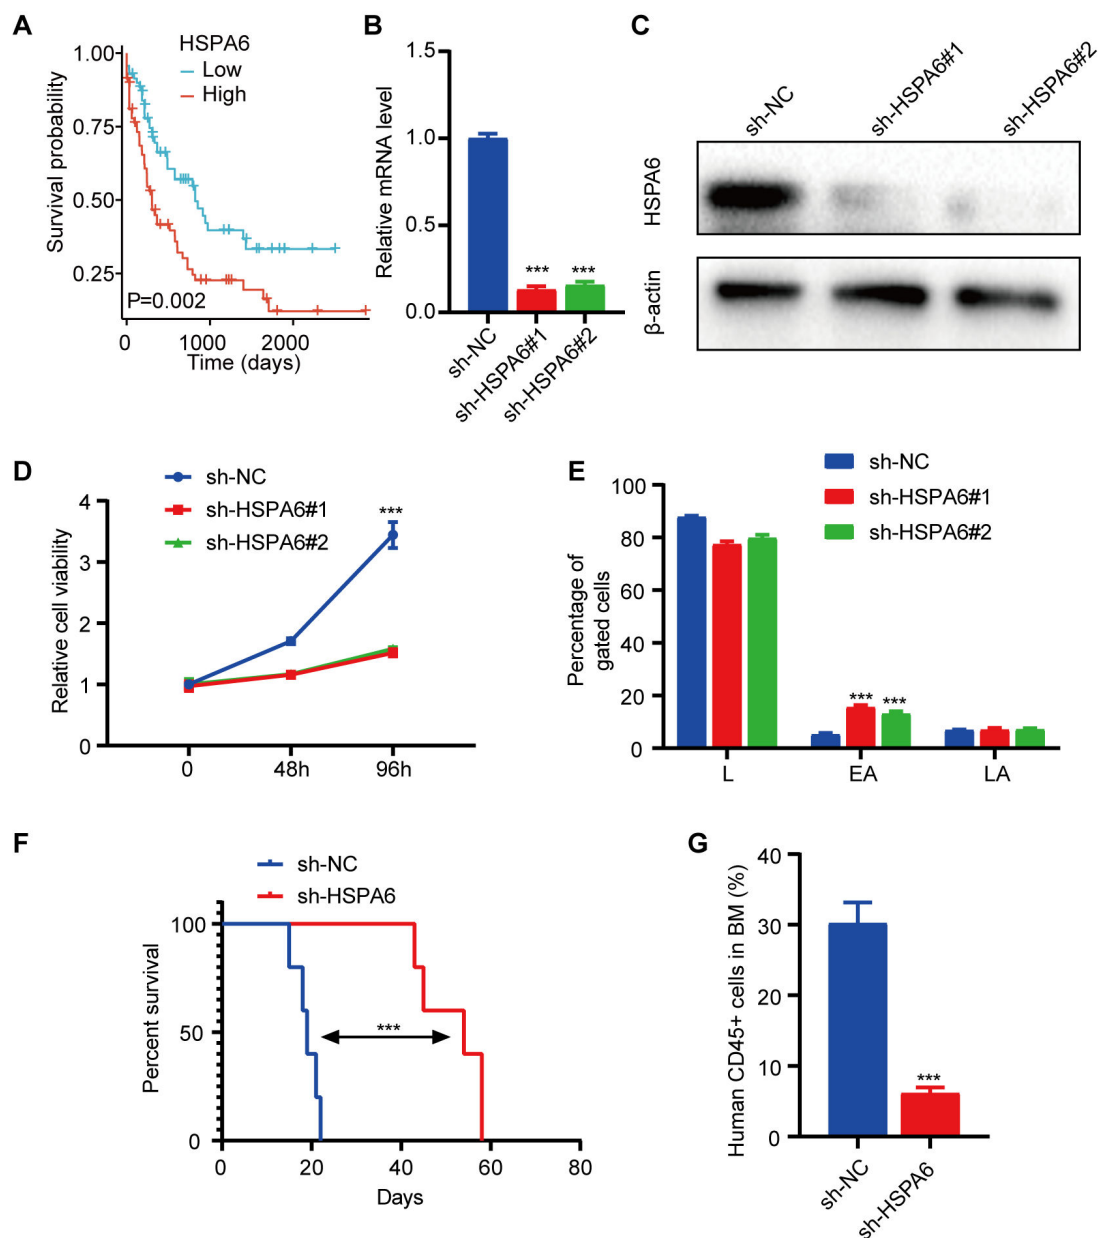 A
HSPA6
Low
High
Survival probability
1.00
0.75
0.50
0.25
P=0.002
0
1000
2000
Time (days)
B
Relative mRNA level
1.5
1.0
0.5
0.0
***
***
sh-NC
sh-HSPA6#1
sh-HSPA6#2
C
sh-NC
sh-HSPA6#1
sh-HSPA6#2
HSPA6
β-actin
D
sh-NC
sh-HSPA6#1
sh-HSPA6#2
Relative cell viability
4
3
2
1
0
***
0
48h
96h
E
sh-NC
sh-HSPA6#1
sh-HSPA6#2
Percentage of
gated cells
100
80
60
40
20
0
***
***
L
EA
LA
F
sh-NC
sh-HSPA6
Percent survival
100
50
0
***
0
20
40
60
80
Days
G
Human CD45+ cells in BM (%)
40
30
20
10
0
***
sh-NC
sh-HSPA6